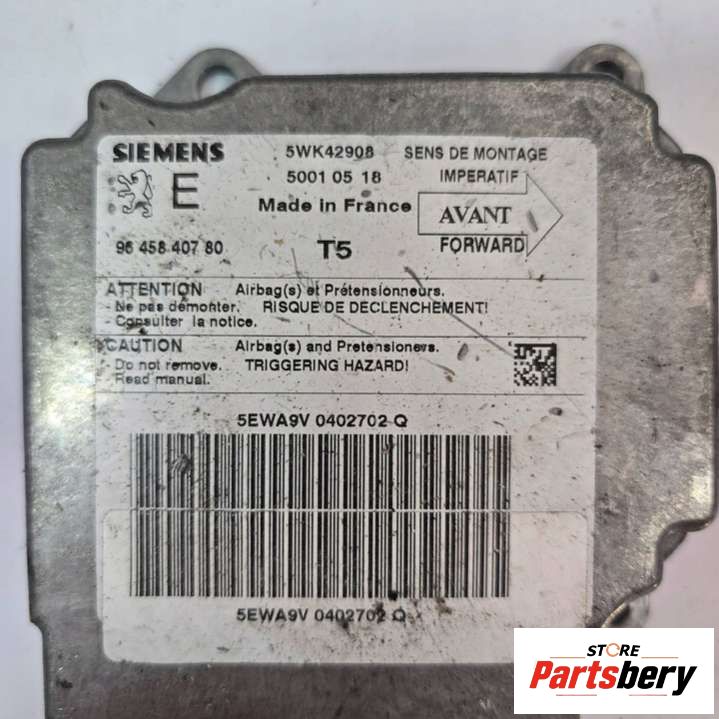 SIEMENS 5WK42908 SENS DE MONTAGE
5001 05 18 IMPERATIF
E Made in France AVANT
96 458 407 80 T5 FORWARD
ATTENTION Airbag(s) et Prétensionneurs.
- Ne pas démonter. RISQUE DE DECLENCHEMENT!
- Consulter la notice.
CAUTION Airbag(s) and Pretensioners.
- Do not remove. TRIGGERING HAZARD!
Read manual.
5EWA9V 0402702 Q
5EWA9V 0402702 Q
STORE
Partsbery